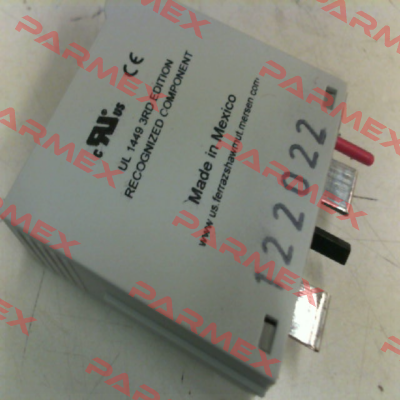 PARMEX
PARMEX
PARMEX
PARMEX
PARMEX
PARMEX
c UR US CE
UL 1449 3RD EDITION
RECOGNIZED COMPONENT
Made in Mexico
www.us.ferrazshawmut.mersen.com
122022